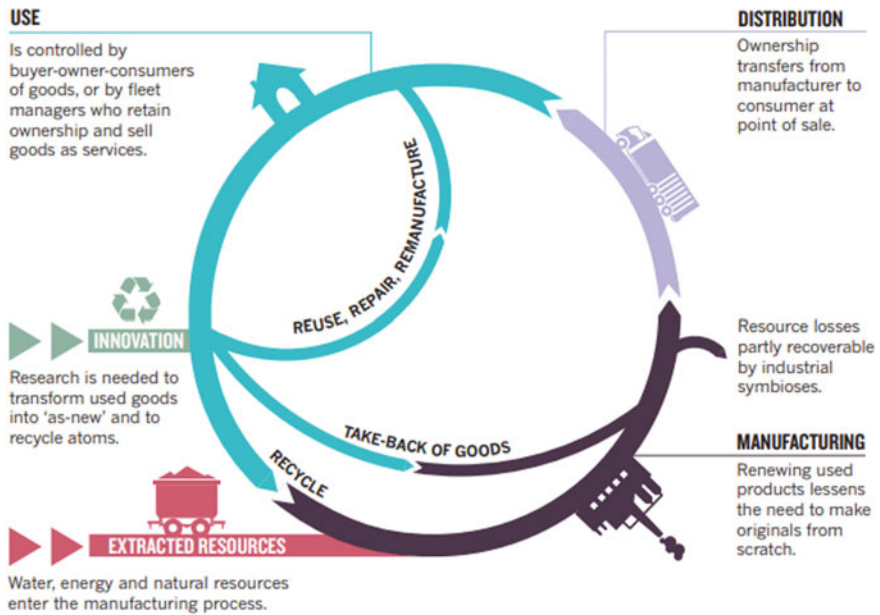 USE
Is controlled by
buyer-owner-consumers
of goods, or by fleet
managers who retain
ownership and sell
goods as services.
DISTRIBUTION
Ownership
transfers from
manufacturer to
consumer at
point of sale.
REUSE, REPAIR, REMANUFACTURE
INNOVATION
Research is needed to
transform used goods
into ‘as-new’ and to
recycle atoms.
Resource losses
partly recoverable
by industrial
symbioses.
TAKE-BACK OF GOODS
RECYCLE
MANUFACTURING
Renewing used
products lessens
the need to make
originals from
scratch.
EXTRACTED RESOURCES
Water, energy and natural resources
enter the manufacturing process.